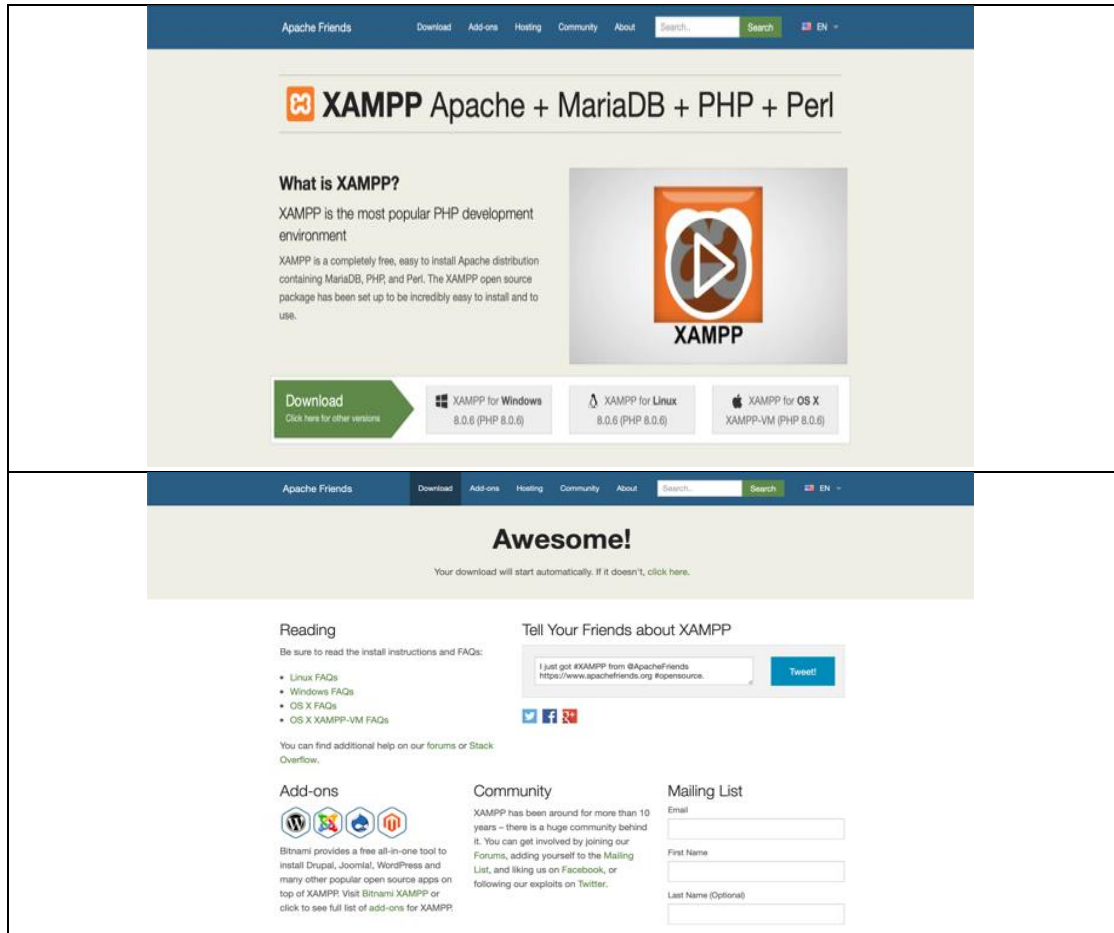 Apache Friends Download Add-ons Hosting Community About Search... Search EN
XAMPP Apache + MariaDB + PHP + Perl
What is XAMPP?
XAMPP is the most popular PHP development
environment
XAMPP is a completely free, easy to install Apache distribution
containing MariaDB, PHP, and Perl. The XAMPP open source
package has been set up to be incredibly easy to install and to
use.
XAMPP
Download
Click here for other versions
XAMPP for Windows
8.0.6 (PHP 8.0.6)
XAMPP for Linux
8.0.6 (PHP 8.0.6)
XAMPP for OS X
XAMPP-VM (PHP 8.0.6)
Apache Friends Download Add-ons Hosting Community About Search... Search EN
Awesome!
Your download will start automatically. If it doesn't, click here.
Reading
Be sure to read the install instructions and FAQs:
• Linux FAQs
• Windows FAQs
• OS X FAQs
• OS X XAMPP-VM FAQs
You can find additional help on our forums or Stack
Overflow.
Tell Your Friends about XAMPP
I just got #XAMPP from @ApacheFriends
https://www.apachefriends.org #opensource.
Tweet!
Add-ons
Bitnami provides a free all-in-one tool to
install Drupal, Joomla!, WordPress and
many other popular open source apps on
top of XAMPP. Visit Bitnami XAMPP or
click to see full list of add-ons for XAMPP.
Community
XAMPP has been around for more than 10
years – there is a huge community behind
it. You can get involved by joining our
Forums, adding yourself to the Mailing
List, and liking us on Facebook, or
following our exploits on Twitter.
Mailing List
Email
First Name
Last Name (Optional)